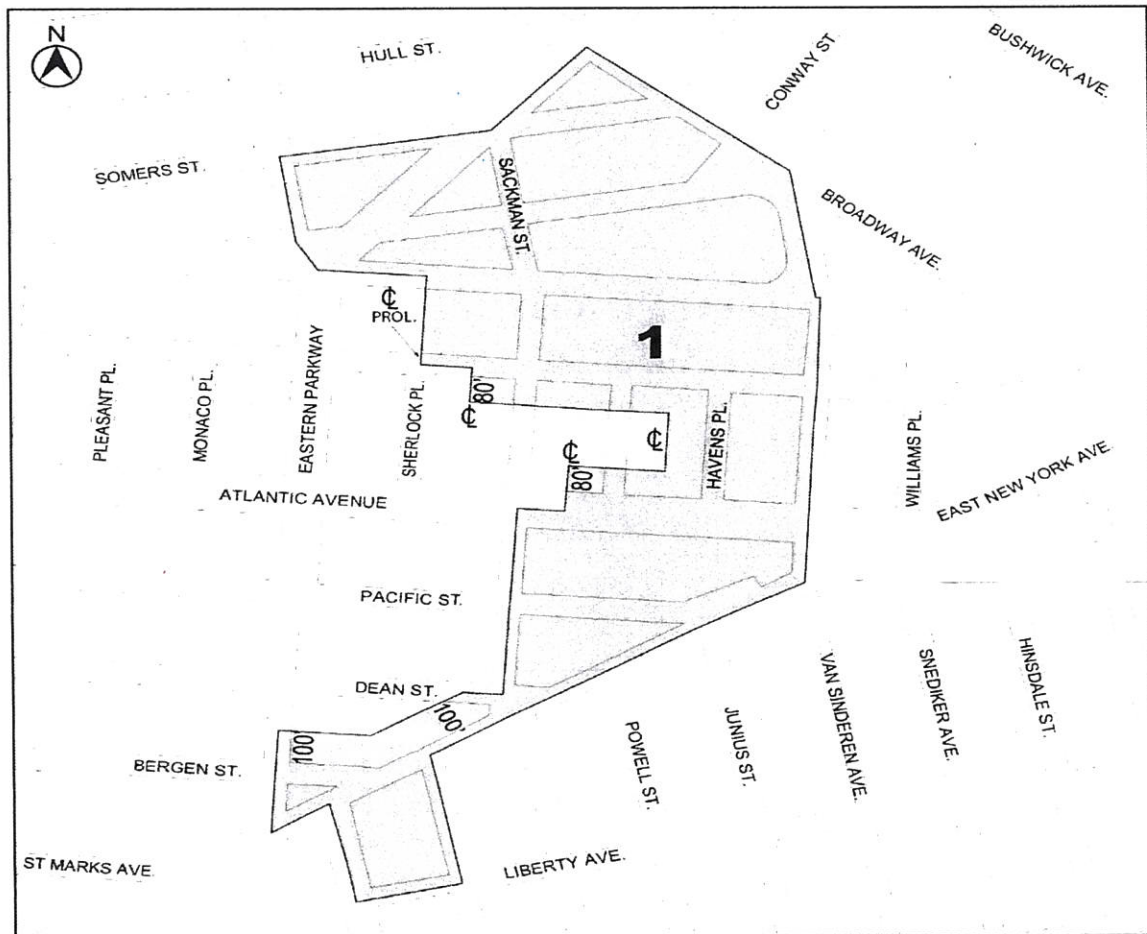 N
HULL ST.
CONWAY ST.
BUSHWICK AVE.
SOMERS ST.
SACKMAN ST.
BROADWAY AVE.
℄
PROL.
1
PLEASANT PL.
MONACO PL.
EASTERN PARKWAY
SHERLOCK PL.
80'
℄
℄
℄
80'
HAVENS PL.
WILLIAMS PL.
EAST NEW YORK AVE.
ATLANTIC AVENUE
PACIFIC ST.
DEAN ST.
100'
100'
BERGEN ST.
POWELL ST.
JUNIUS ST.
VAN SINDEREN AVE.
SNEDIKER AVE.
HINSDALE ST.
ST MARKS AVE.
LIBERTY AVE.